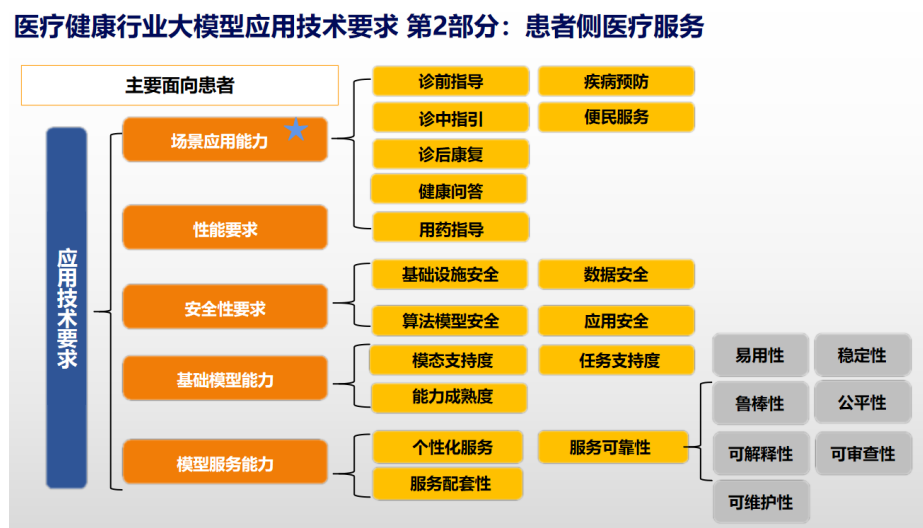 医疗健康行业大模型应用技术要求 第2部分：患者侧医疗服务
主要面向患者
应用技术要求
场景应用能力
诊前指导
疾病预防
诊中指引
便民服务
诊后康复
健康问答
用药指导
性能要求
安全性要求
基础设施安全
数据安全
算法模型安全
应用安全
基础模型能力
模态支持度
任务支持度
能力成熟度
模型服务能力
个性化服务
服务可靠性
服务配套性
易用性
稳定性
鲁棒性
公平性
可解释性
可审查性
可维护性